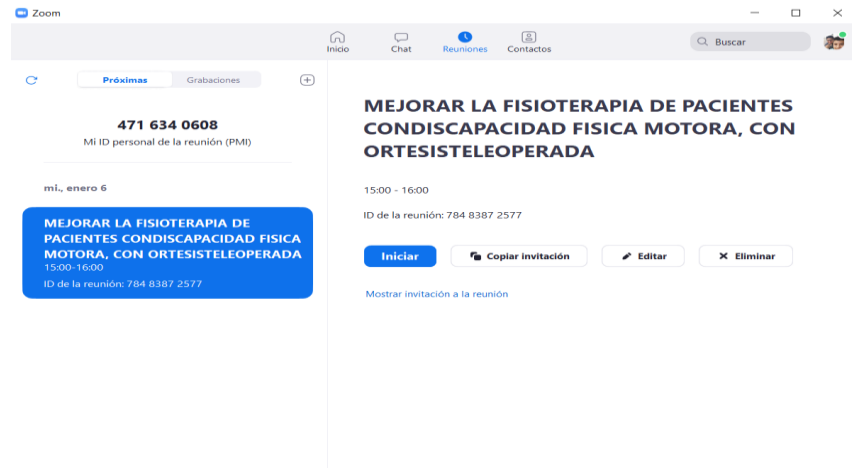 Zoom
Inicio
Chat
Reuniones
Contactos
Buscar
Próximas
Grabaciones
471 634 0608
Mi ID personal de la reunión (PMI)
mi., enero 6
MEJORAR LA FISIOTERAPIA DE
PACIENTES CONDISCAPACIDAD FISICA
MOTORA, CON ORTESISTELEOPERADA
15:00-16:00
ID de la reunión: 784 8387 2577
MEJORAR LA FISIOTERAPIA DE PACIENTES
CONDISCAPACIDAD FISICA MOTORA, CON
ORTESISTELEOPERADA
15:00 - 16:00
ID de la reunión: 784 8387 2577
Iniciar
Copiar invitación
Editar
Eliminar
Mostrar invitación a la reunión